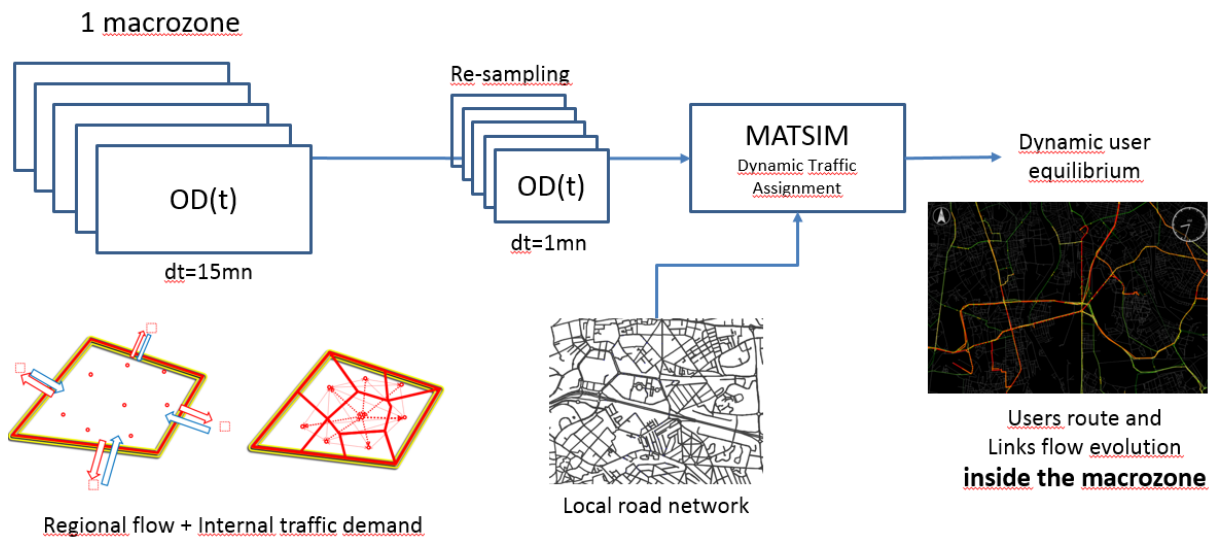 1 macrozone
Re-sampling
OD(t)
dt=15mn
OD(t)
dt=1mn
MATSIM
Dynamic Traffic
Assignment
Dynamic user
equilibrium
Regional flow + Internal traffic demand
Local road network
Users route and
Links flow evolution
inside the macrozone